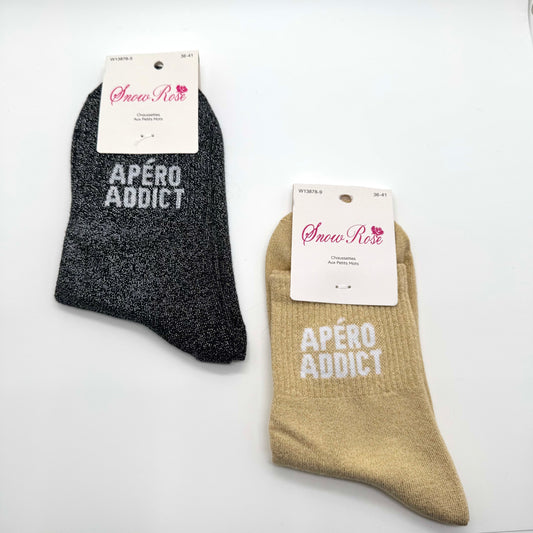 W13878-5 36-41
Snow Rose
Chaussettes
Aux Petits Mots
APÉRO
ADDICT
W13878-5 36-41
Snow Rose
Chaussettes
Aux Petits Mots
APÉRO
ADDICT